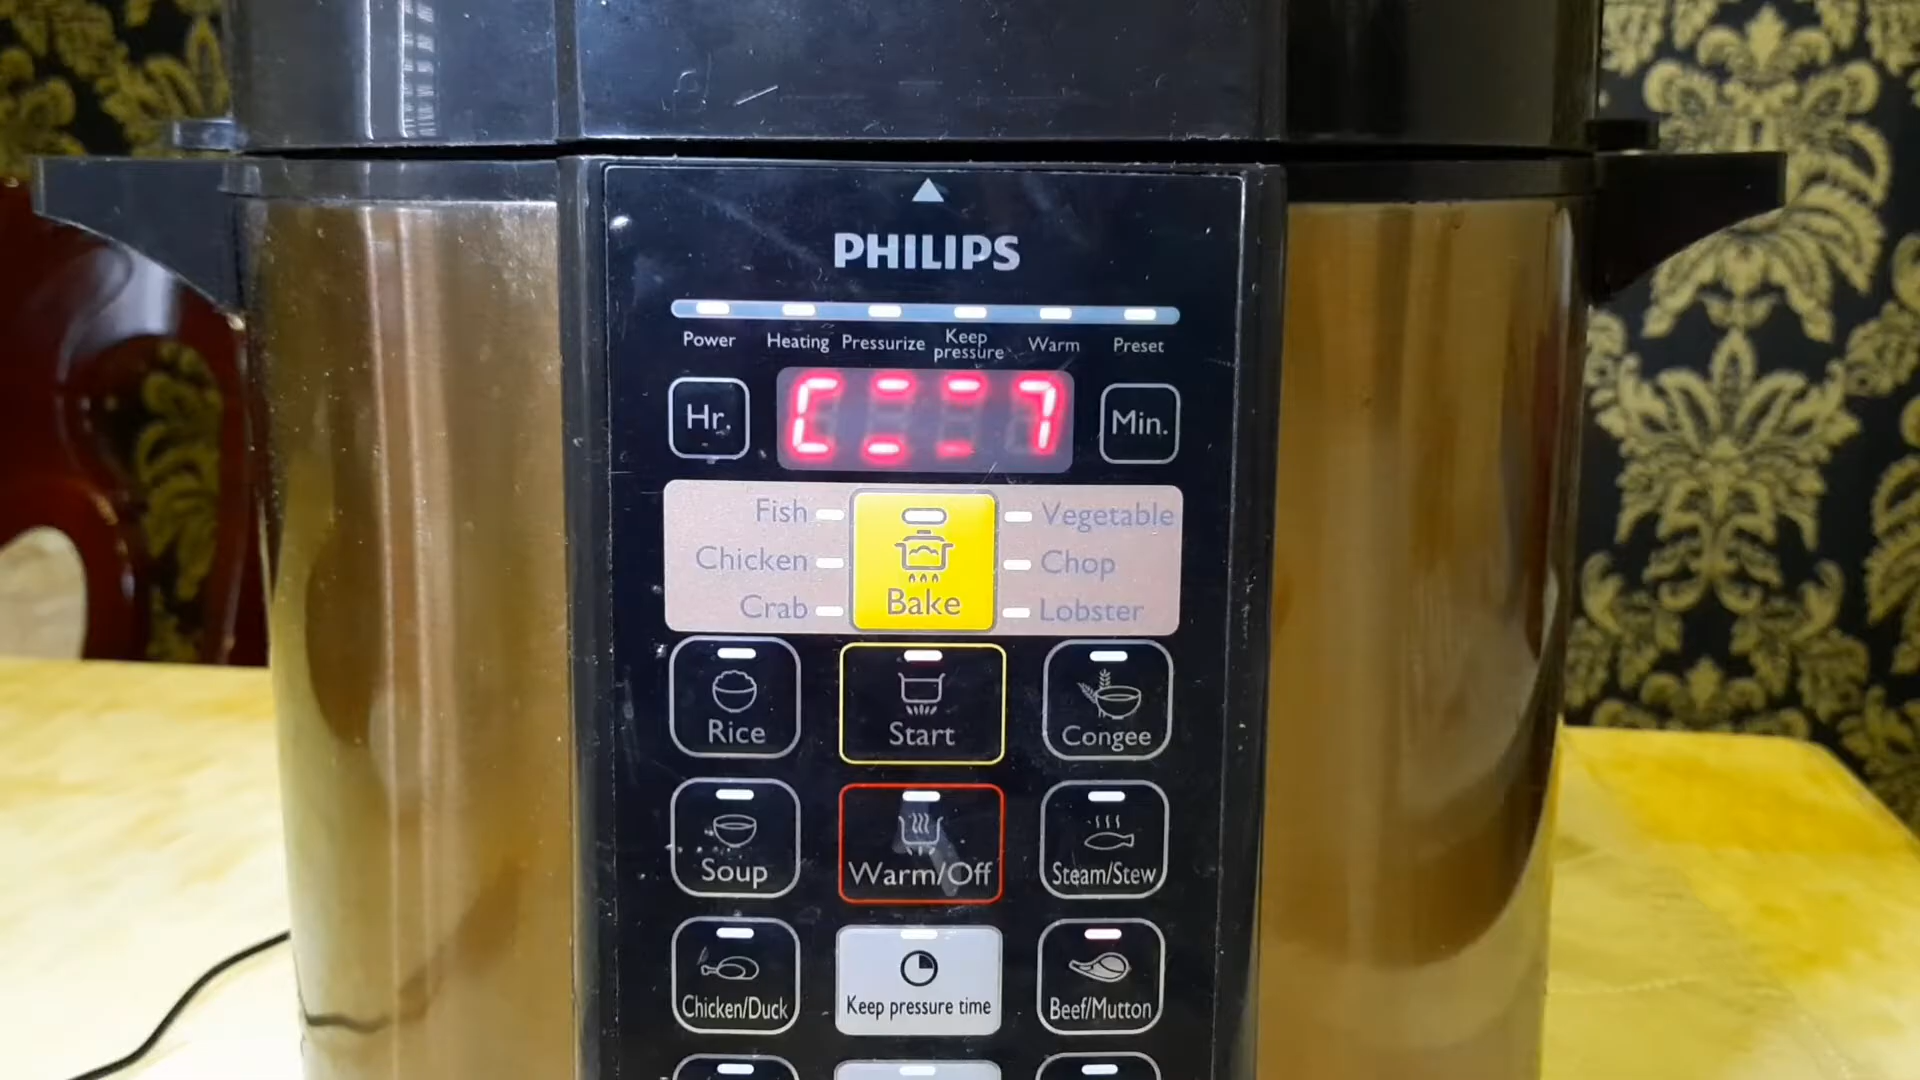 PHILIPS
Power Heating Pressurize Keep pressure Warm Preset
Hr. Min.
Fish Vegetable
Chicken Chop
Crab Bake Lobster
Rice Start Congee
Soup Warm/Off Steam/Stew
Chicken/Duck Keep pressure time Beef/Mutton